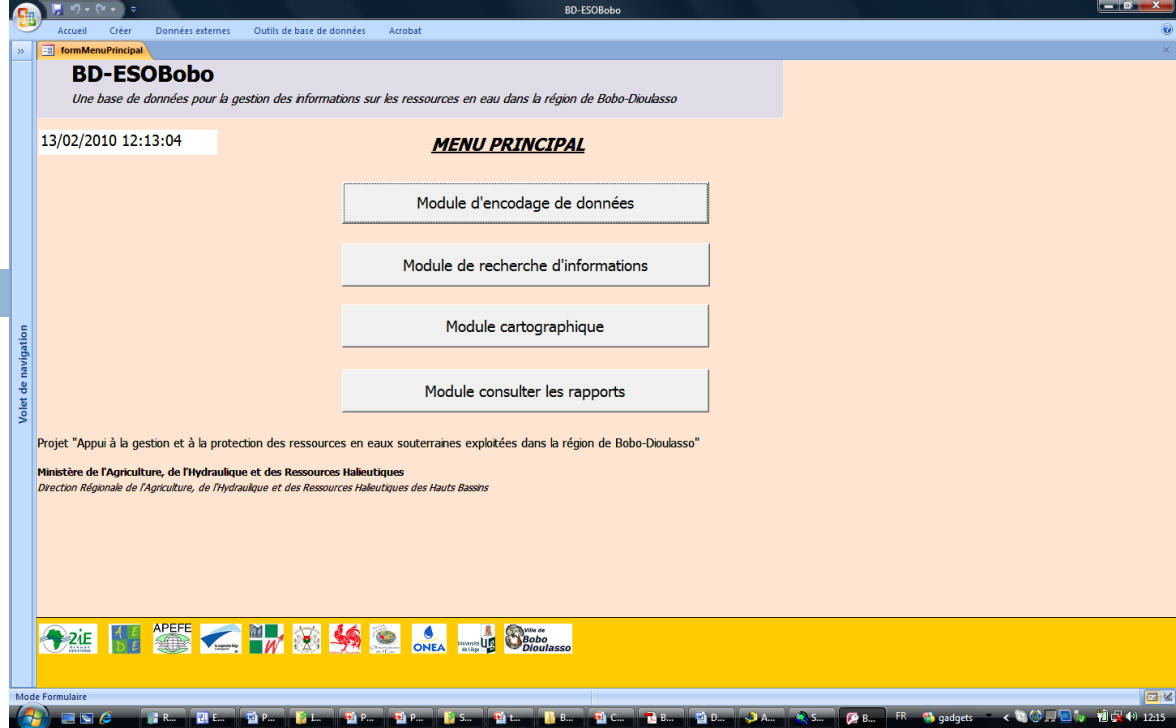 BD-ESOBobo
Accueil Créer Données externes Outils de base de données Acrobat
formMenuPrincipal
BD-ESOBobo
Une base de données pour la gestion des informations sur les ressources en eau dans la région de Bobo-Dioulasso
13/02/2010 12:13:04
MENU PRINCIPAL
Module d'encodage de données
Module de recherche d'informations
Module cartographique
Module consulter les rapports
Volet de navigation
Projet "Appui à la gestion et à la protection des ressources en eaux souterraines exploitées dans la région de Bobo-Dioulasso"
Ministère de l'Agriculture, de l'Hydraulique et des Ressources Halieutiques
Direction Régionale de l'Agriculture, de l'Hydraulique et des Ressources Halieutiques des Hauts Bassins
2iE
Groupe
A E
D E
APEFE
W
ONEA
Université
de Liège
Ulg
Ville de
Bobo
Dioulasso
Mode Formulaire
R... E... P... 1... P... P... S... t... B... C... B... D... A... S... B... FR gadgets 12:15